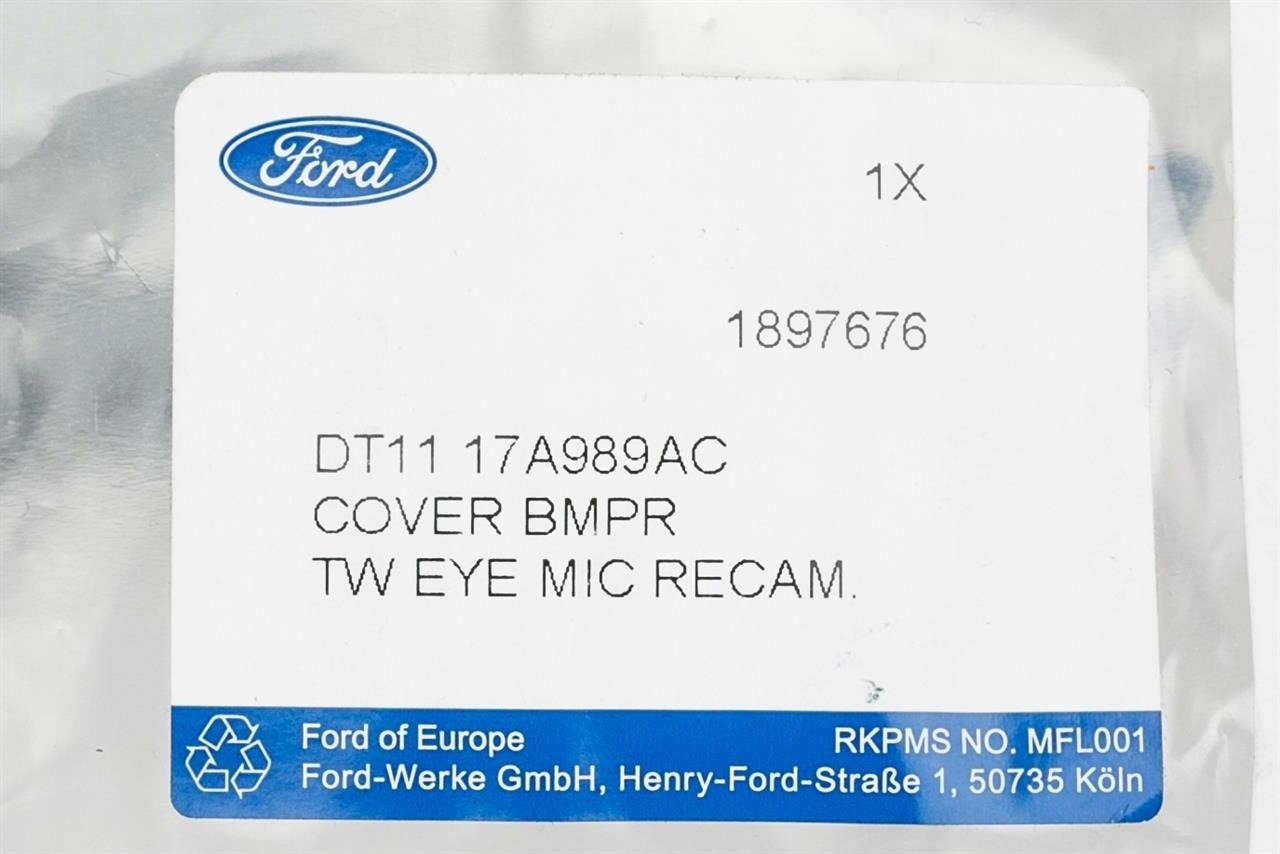 Ford
1X
1897676
DT11 17A989AC
COVER BMPR
TW EYE MIC RECAM.
Ford of Europe RKPMS NO. MFL001
Ford-Werke GmbH, Henry-Ford-Straße 1, 50735 Köln